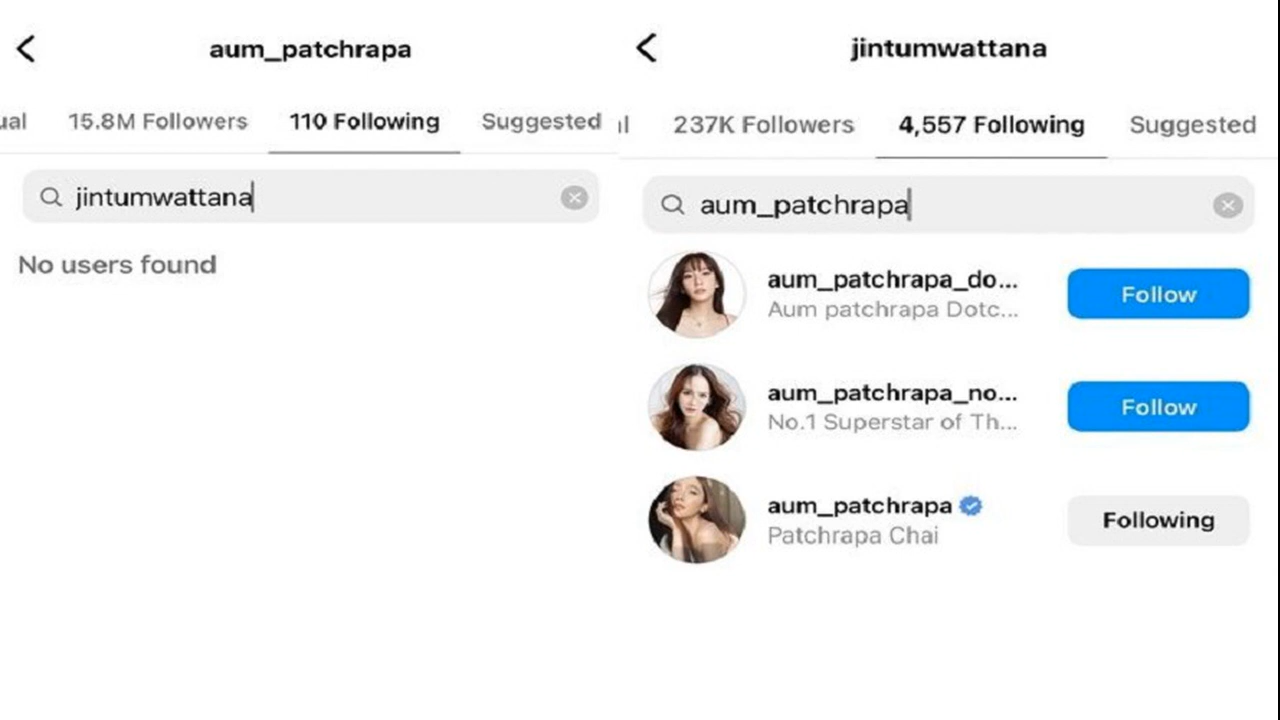 aum_patchrapa
ual 15.8M Followers 110 Following Suggested
jintumwattana
No users found
jintumwattana
l 237K Followers 4,557 Following Suggested
aum_patchrapa
aum_patchrapa_do... Follow
Aum patchrapa Dotc...
aum_patchrapa_no... Follow
No.1 Superstar of Th...
aum_patchrapa Following
Patchrapa Chai